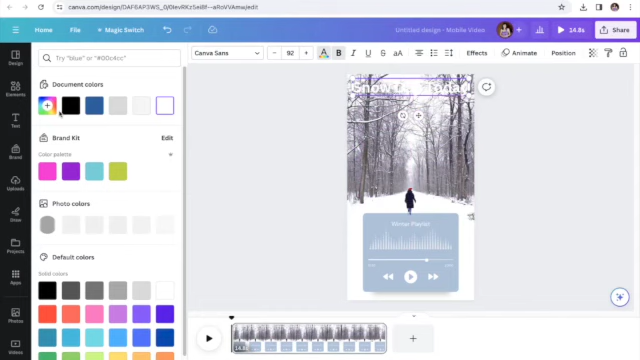 canva.com/design/DAF6AP3WS_0/0tevRKz5ei8f--aRoVVAmw/edit
Home
File
Magic Switch
Untitled design - Mobile Video
14.8s
Share
Design
Elements
Text
Brand
Uploads
Draw
Projects
Apps
Photos
Videos
Try "blue" or "#00c4cc"
Canva Sans
92
A
B
I
U
S
aA
Effects
Animate
Position
Document colors
Brand Kit
Edit
Color palette
Photo colors
Default colors
Solid colors
Winter Playlist